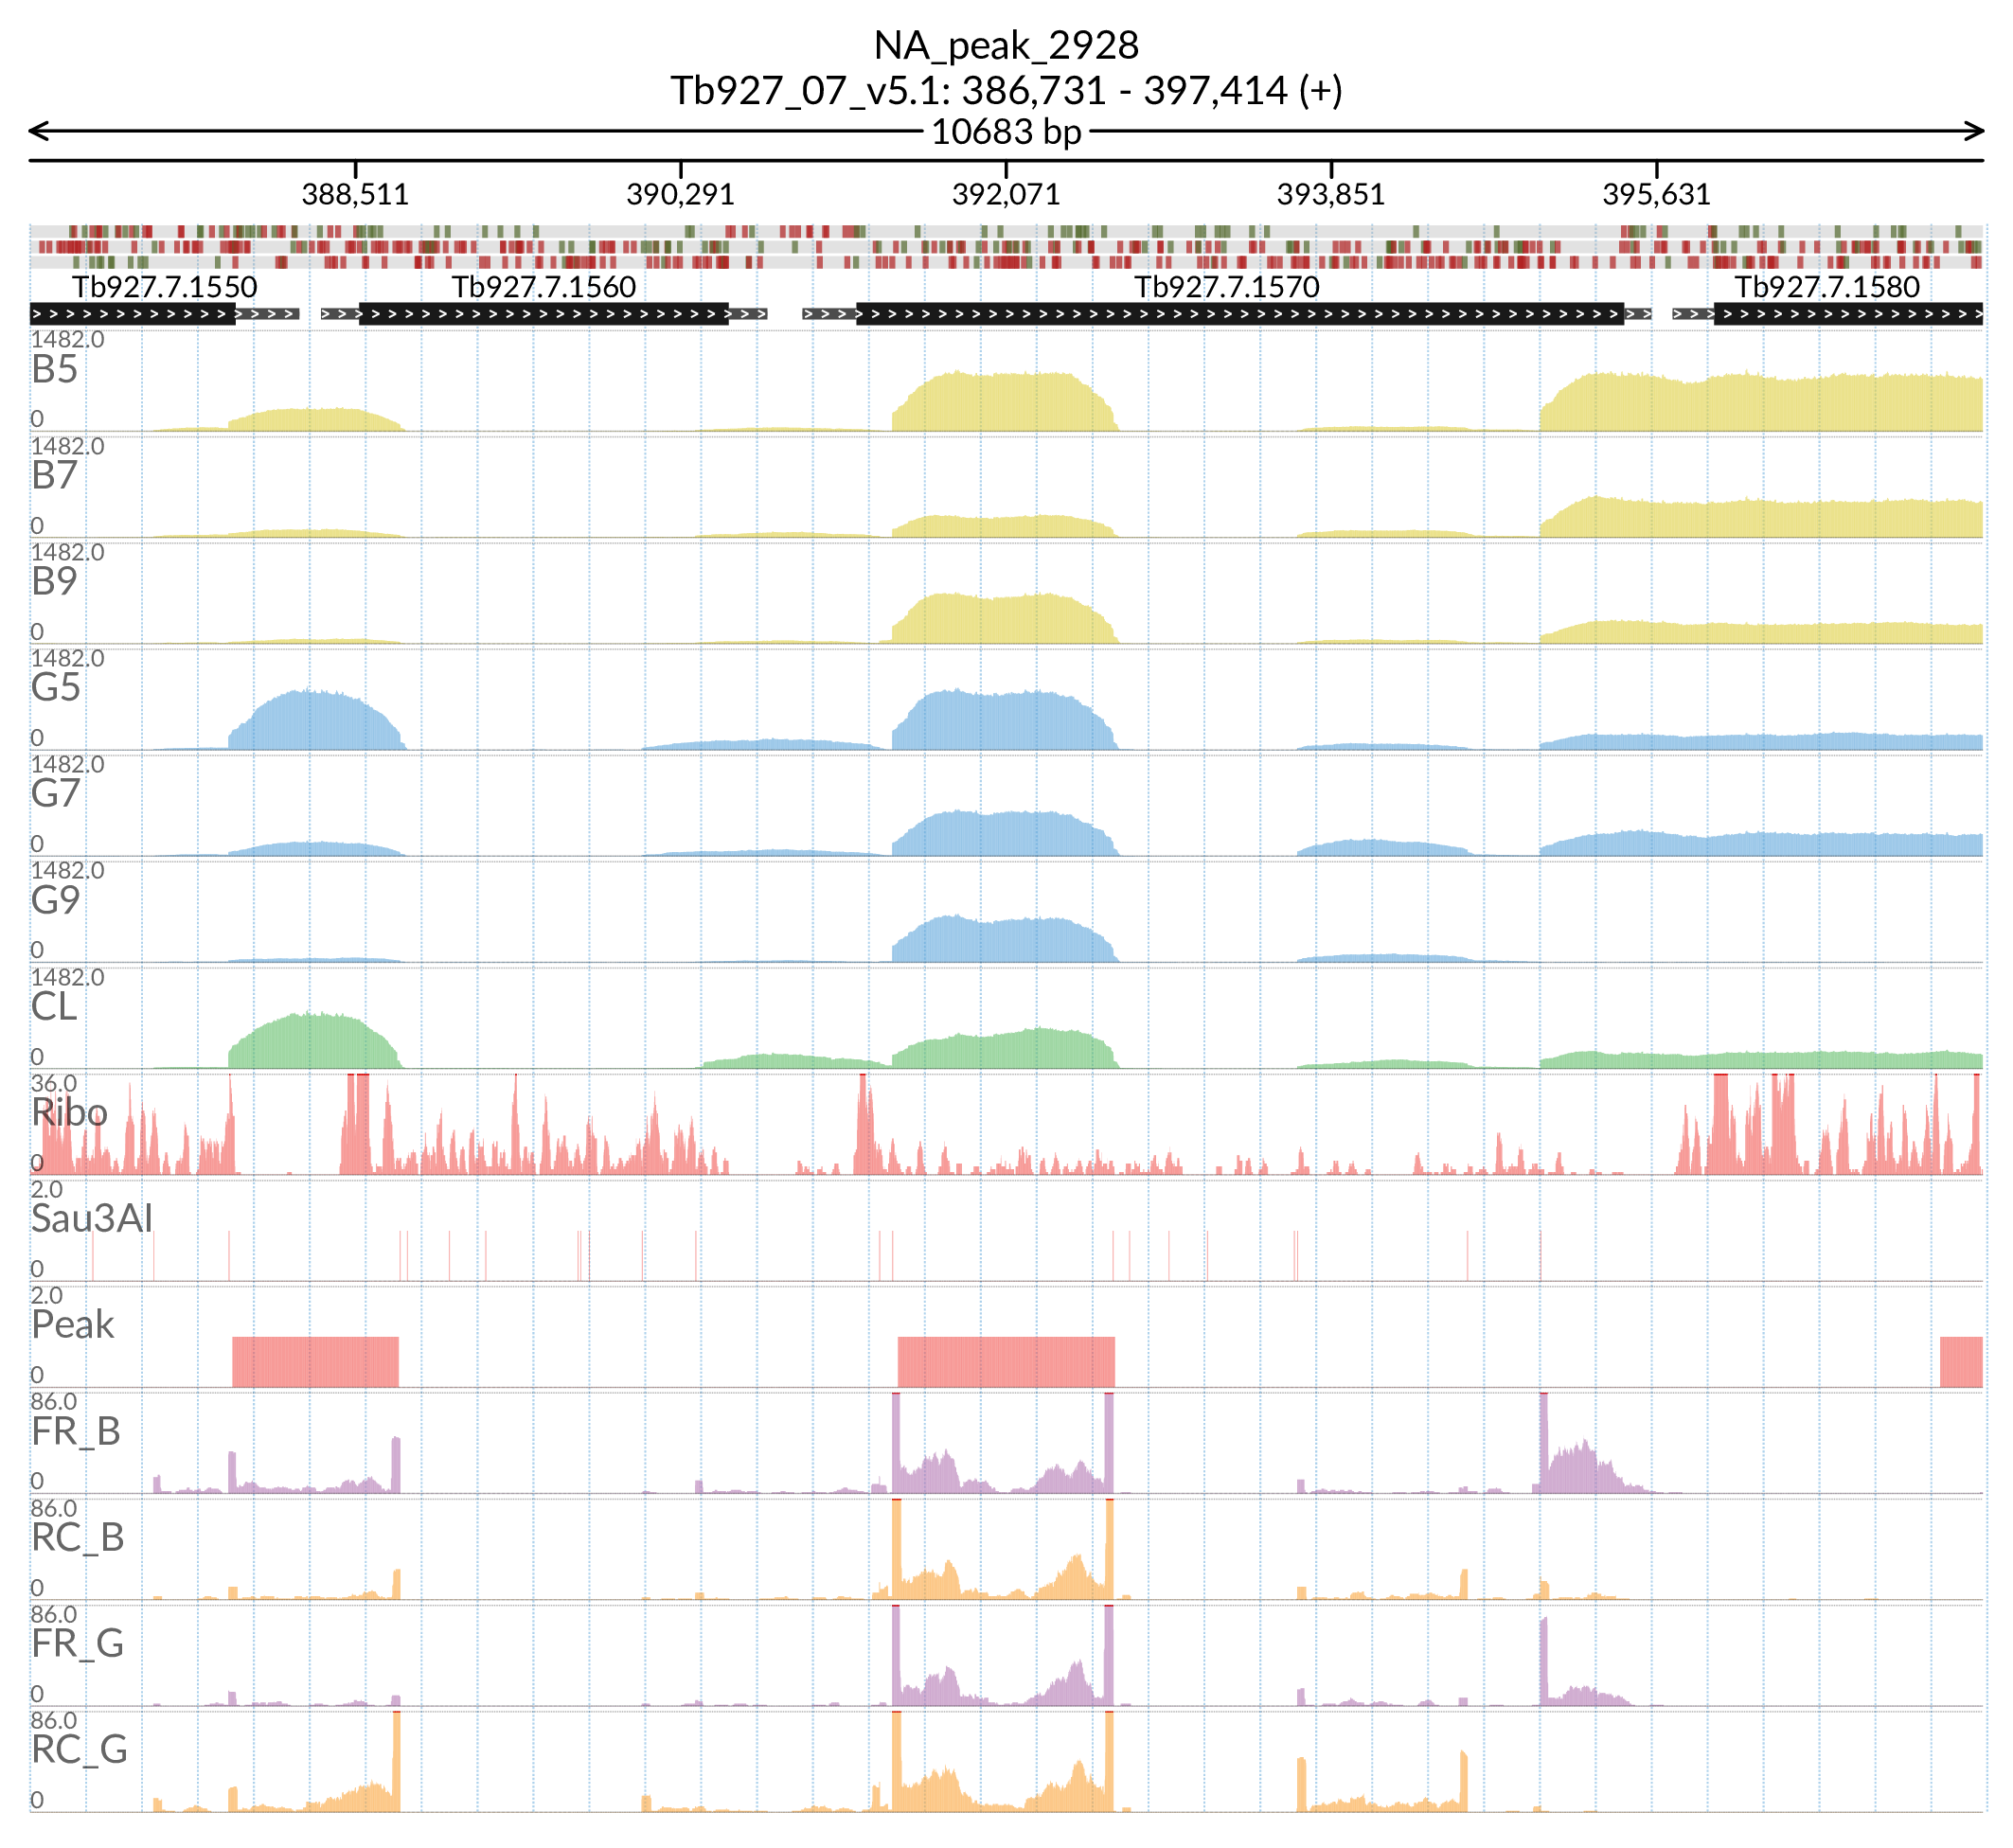 NA_peak_2928
Tb927_07_v5.1: 386,731 - 397,414 (+)
10683 bp
388,511 390,291 392,071 393,851 395,631
Tb927.7.1550 Tb927.7.1560 Tb927.7.1570 Tb927.7.1580
1482.0
B5
0
1482.0
B7
0
1482.0
B9
0
1482.0
G5
0
1482.0
G7
0
1482.0
G9
0
1482.0
CL
0
36.0
Ribo
0
2.0
Sau3AI
0
2.0
Peak
0
86.0
FR_B
0
86.0
RC_B
0
86.0
FR_G
0
86.0
RC_G
0